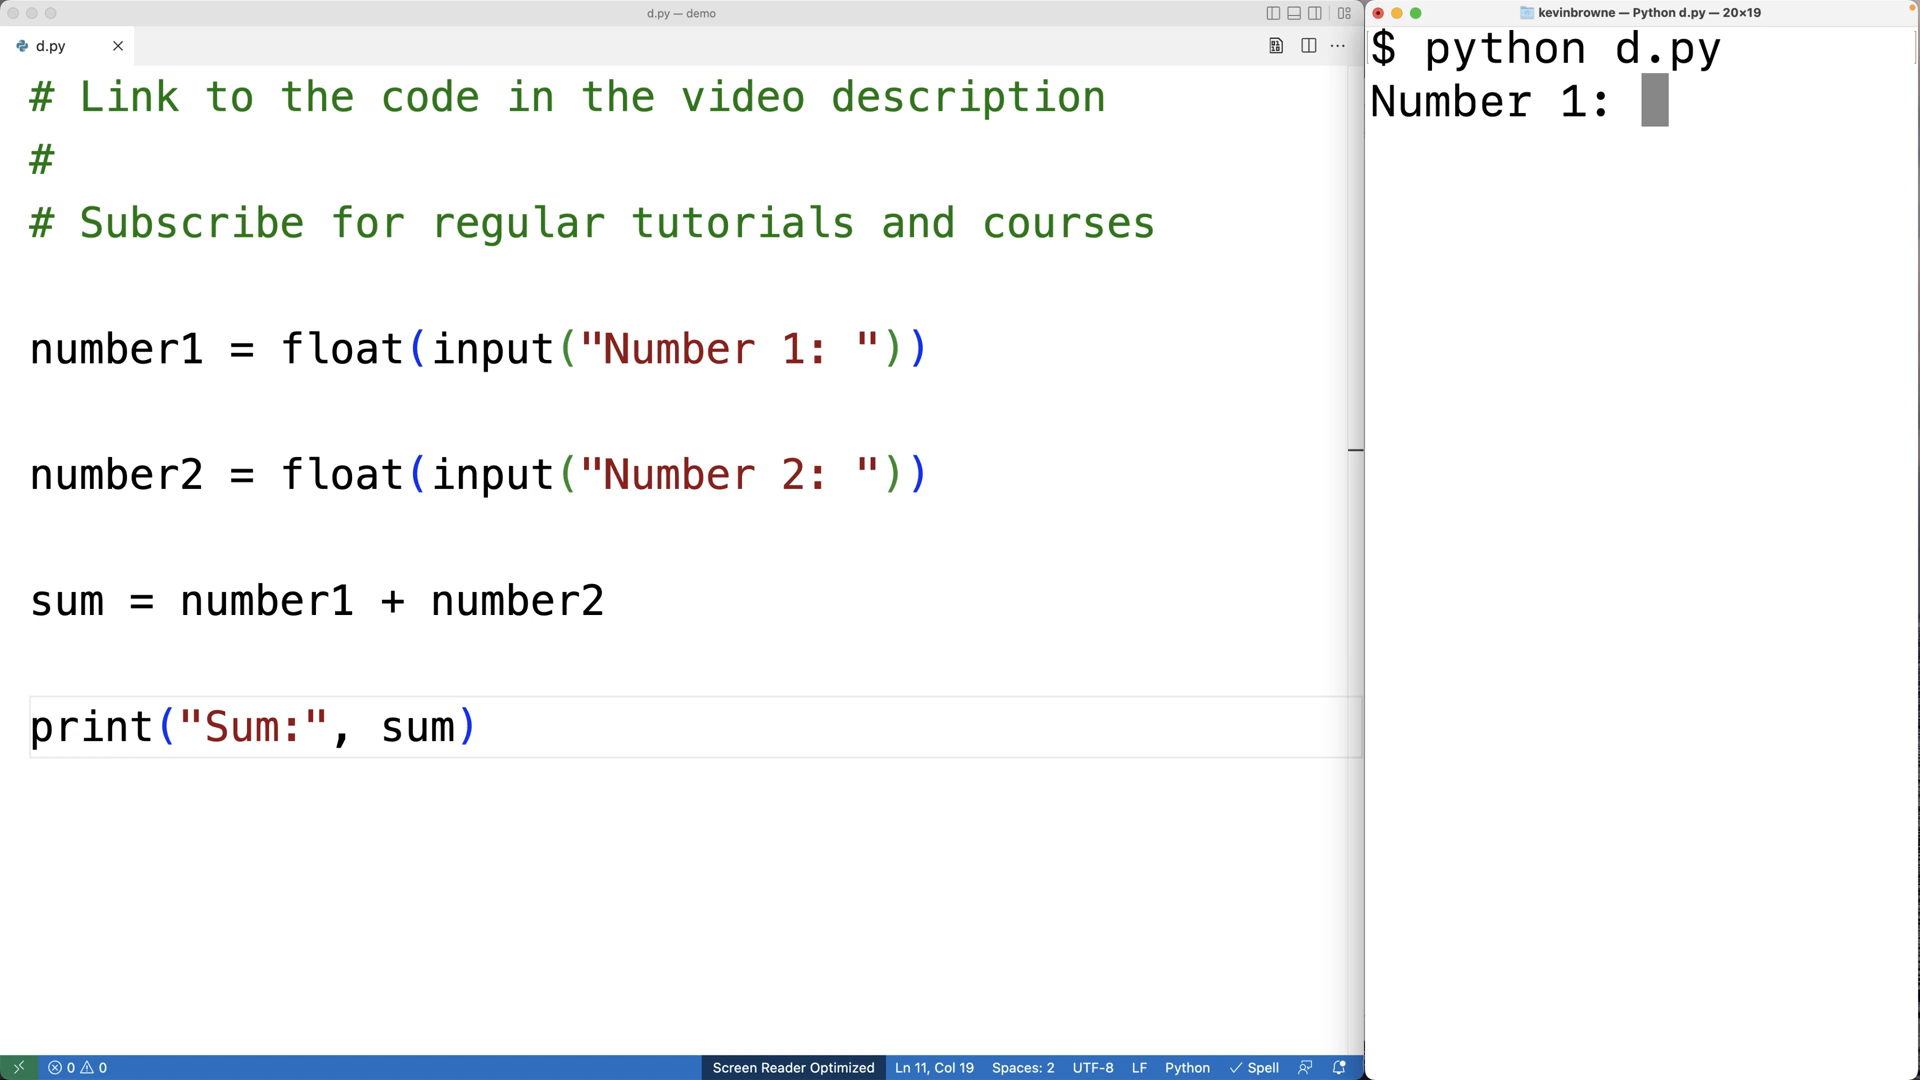 d.py — demo
d.py
# Link to the code in the video description
#
# Subscribe for regular tutorials and courses
number1 = float(input("Number 1: "))
number2 = float(input("Number 2: "))
sum = number1 + number2
print("Sum:", sum)
0 0
Screen Reader Optimized Ln 11, Col 19 Spaces: 2 UTF-8 LF Python Spell
kevinbrowne — Python d.py — 20×19
$ python d.py
Number 1: